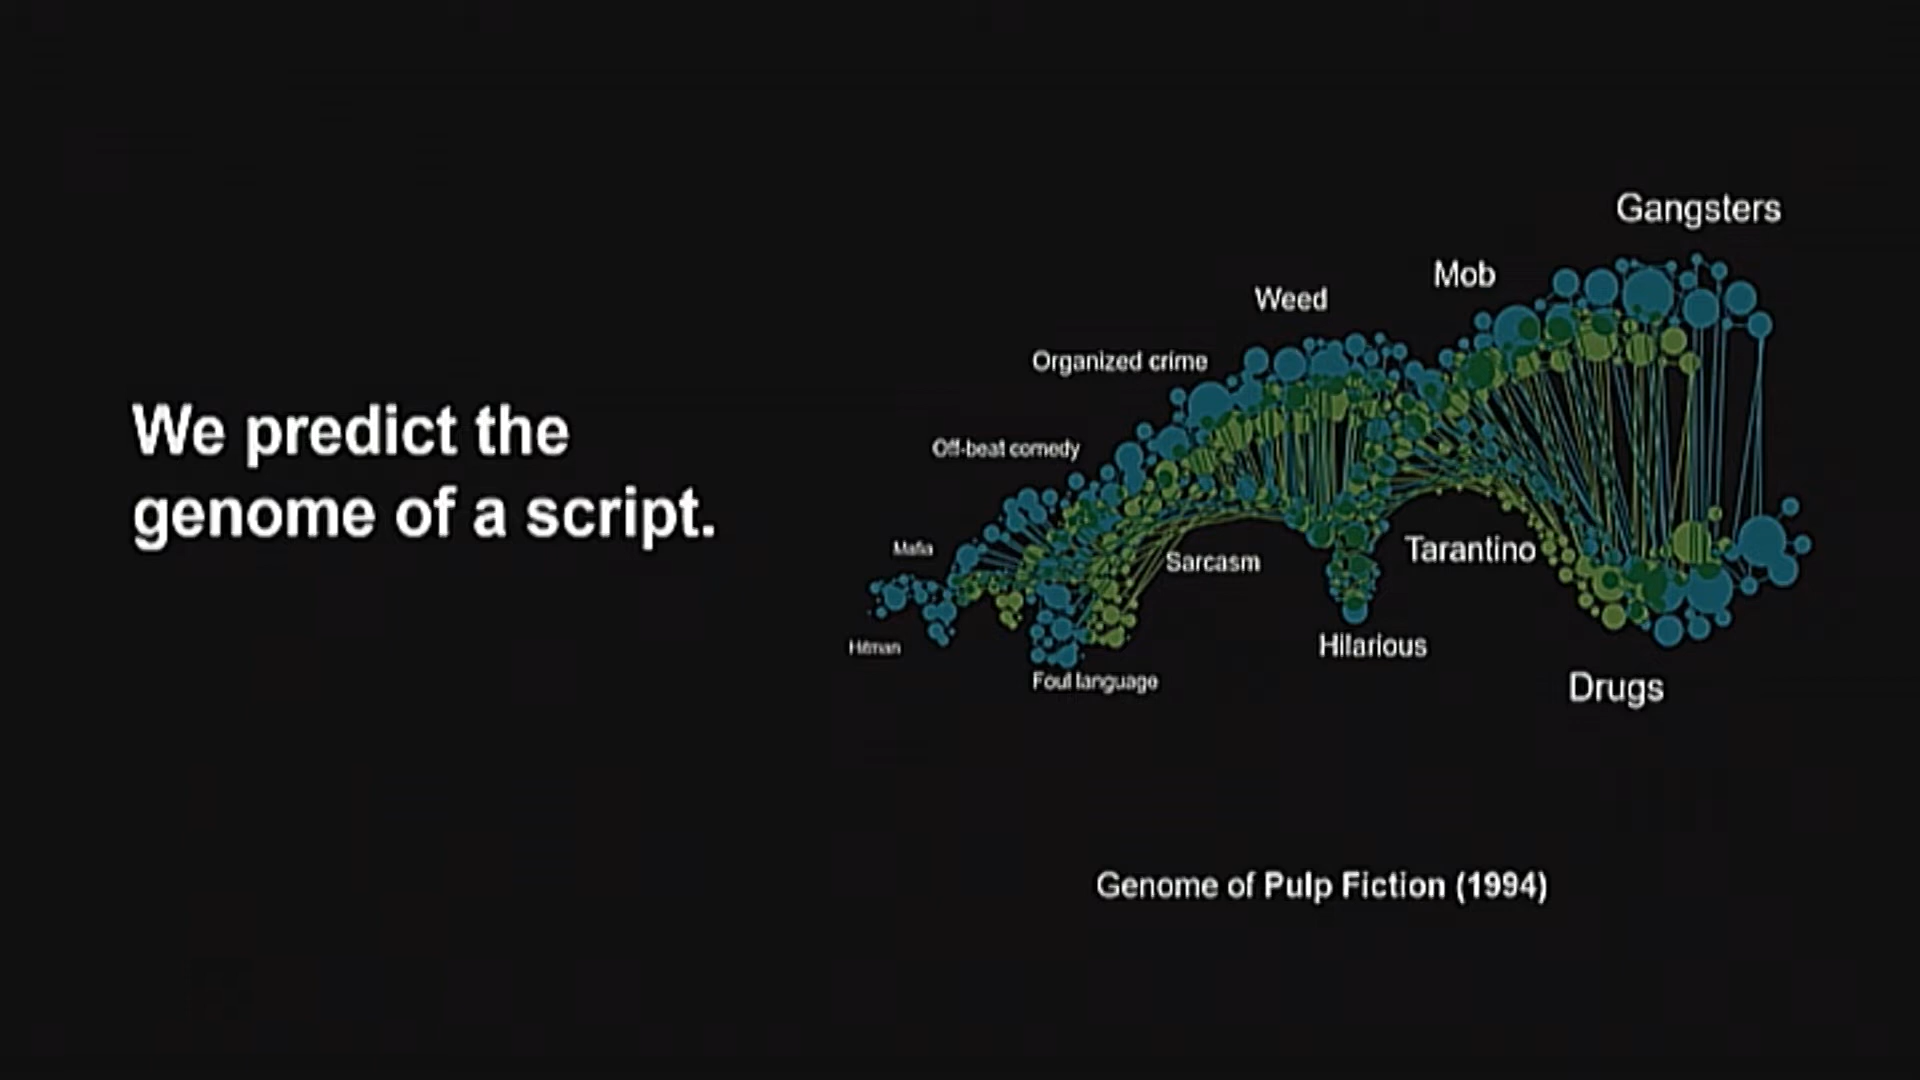 We predict the
genome of a script.
Gangsters
Mob
Weed
Organized crime
Off-beat comedy
Mafia
Sarcasm
Tarantino
Hitman
Hilarious
Foul language
Drugs
Genome of Pulp Fiction (1994)